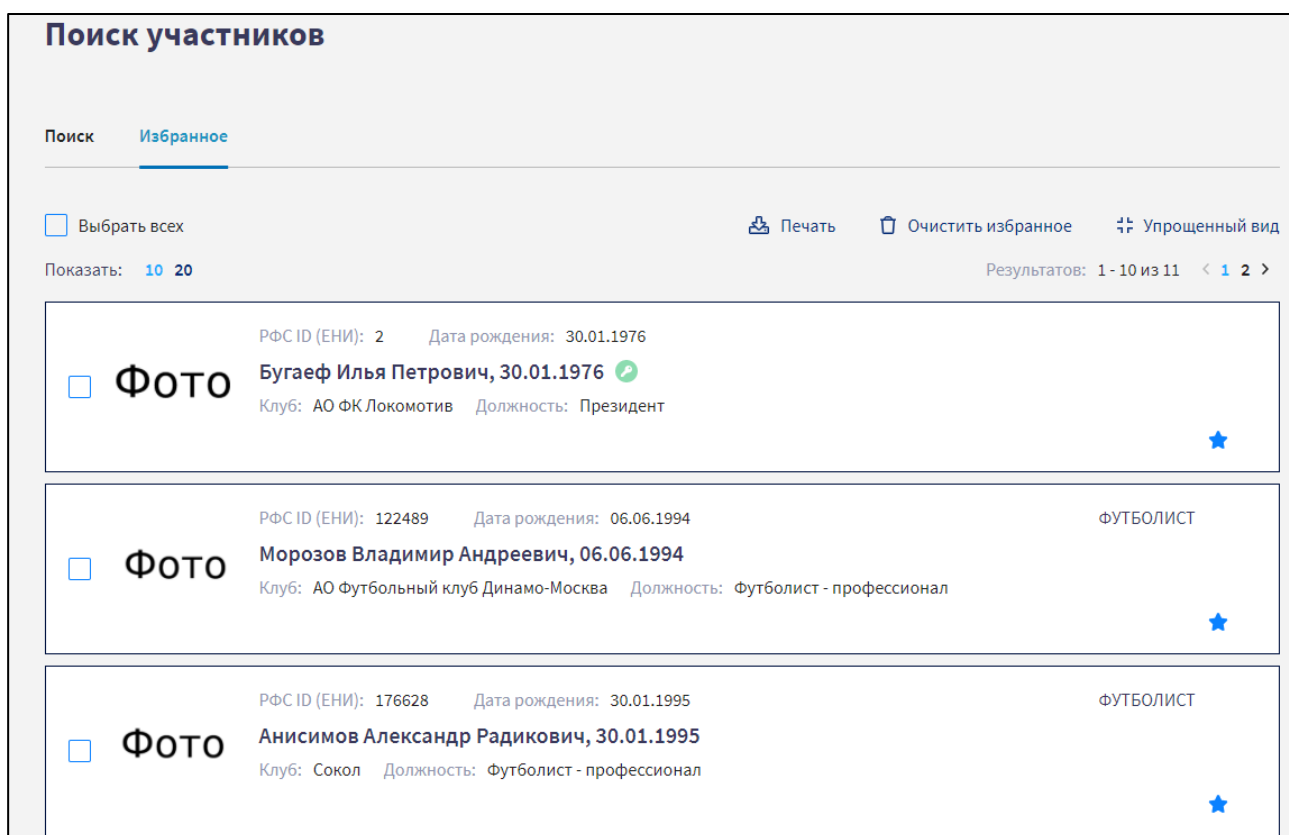 Поиск участников
Поиск Избранное
Выбрать всех Печать Очистить избранное Упрощенный вид
Показать: 10 20 Результатов: 1 - 10 из 11 < 1 2 >
РФС ID (ЕНИ): 2 Дата рождения: 30.01.1976
Фото Бугаеф Илья Петрович, 30.01.1976
Клуб: АО ФК Локомотив Должность: Президент
РФС ID (ЕНИ): 122489 Дата рождения: 06.06.1994 ФУТБОЛИСТ
Фото Морозов Владимир Андреевич, 06.06.1994
Клуб: АО Футбольный клуб Динамо-Москва Должность: Футболист - профессионал
РФС ID (ЕНИ): 176628 Дата рождения: 30.01.1995 ФУТБОЛИСТ
Фото Анисимов Александр Радикович, 30.01.1995
Клуб: Сокол Должность: Футболист - профессионал